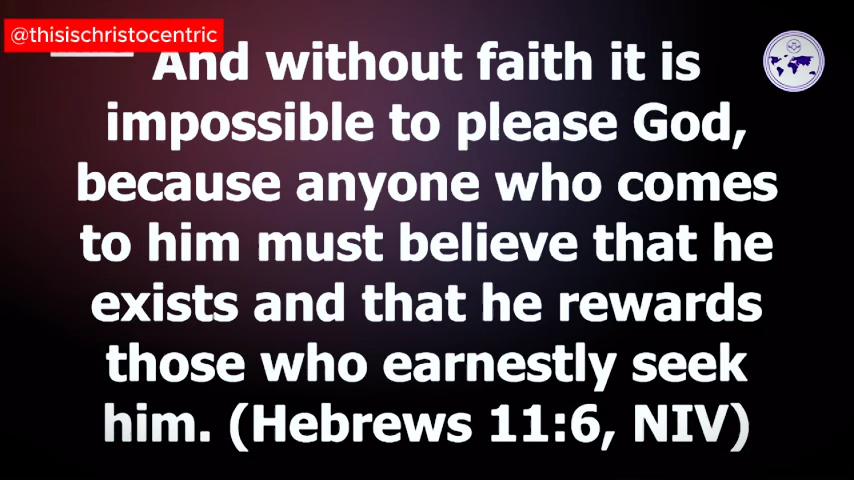 @thisischristocentric
And without faith it is
impossible to please God,
because anyone who comes
to him must believe that he
exists and that he rewards
those who earnestly seek
him. (Hebrews 11:6, NIV)